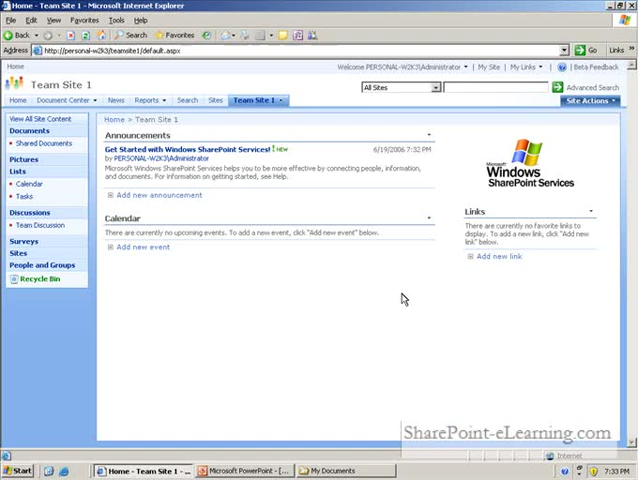 Home - Team Site 1 - Microsoft Internet Explorer
File Edit View Favorites Tools Help
Back Search Favorites
Address http://personal-w2k3/teamsite1/default.aspx Go Links »
Home Welcome PERSONAL-W2K3\Administrator My Site My Links Beta Feedback
Team Site 1 All Sites Advanced Search
Home Document Center News Reports Search Sites Team Site 1 Site Actions
View All Site Content
Documents
Shared Documents
Pictures
Lists
Calendar
Tasks
Discussions
Team Discussion
Surveys
Sites
People and Groups
Recycle Bin
Home > Team Site 1
Announcements
Get Started with Windows SharePoint Services! NEW 6/19/2006 7:32 PM
by PERSONAL-W2K3\Administrator
Microsoft Windows SharePoint Services helps you to be more effective by connecting people, information,
and documents. For information on getting started, see Help.
Add new announcement
Calendar
There are currently no upcoming events. To add a new event, click "Add new event" below.
Add new event
Microsoft
Windows
SharePoint Services
Links
There are currently no favorite links to
display. To add a new link, click "Add new
link" below.
Add new link
SharePoint-eLearning.com
Internet
Start Home - Team Site 1 - ... Microsoft PowerPoint - [... My Documents 7:33 PM